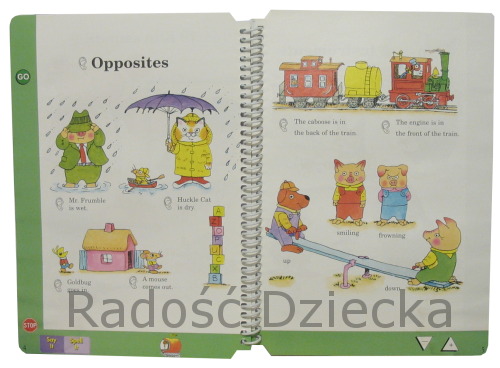 GO
Opposites
Mr. Frumble
is wet.
Huckle Cat
is dry.
Goldbug
goes in.
A mouse
comes out.
STOP
Say
it
Spell
it
The caboose is in
the back of the train.
The engine is in
the front of the train.
smiling
frowning
up
down
Radość Dziecka